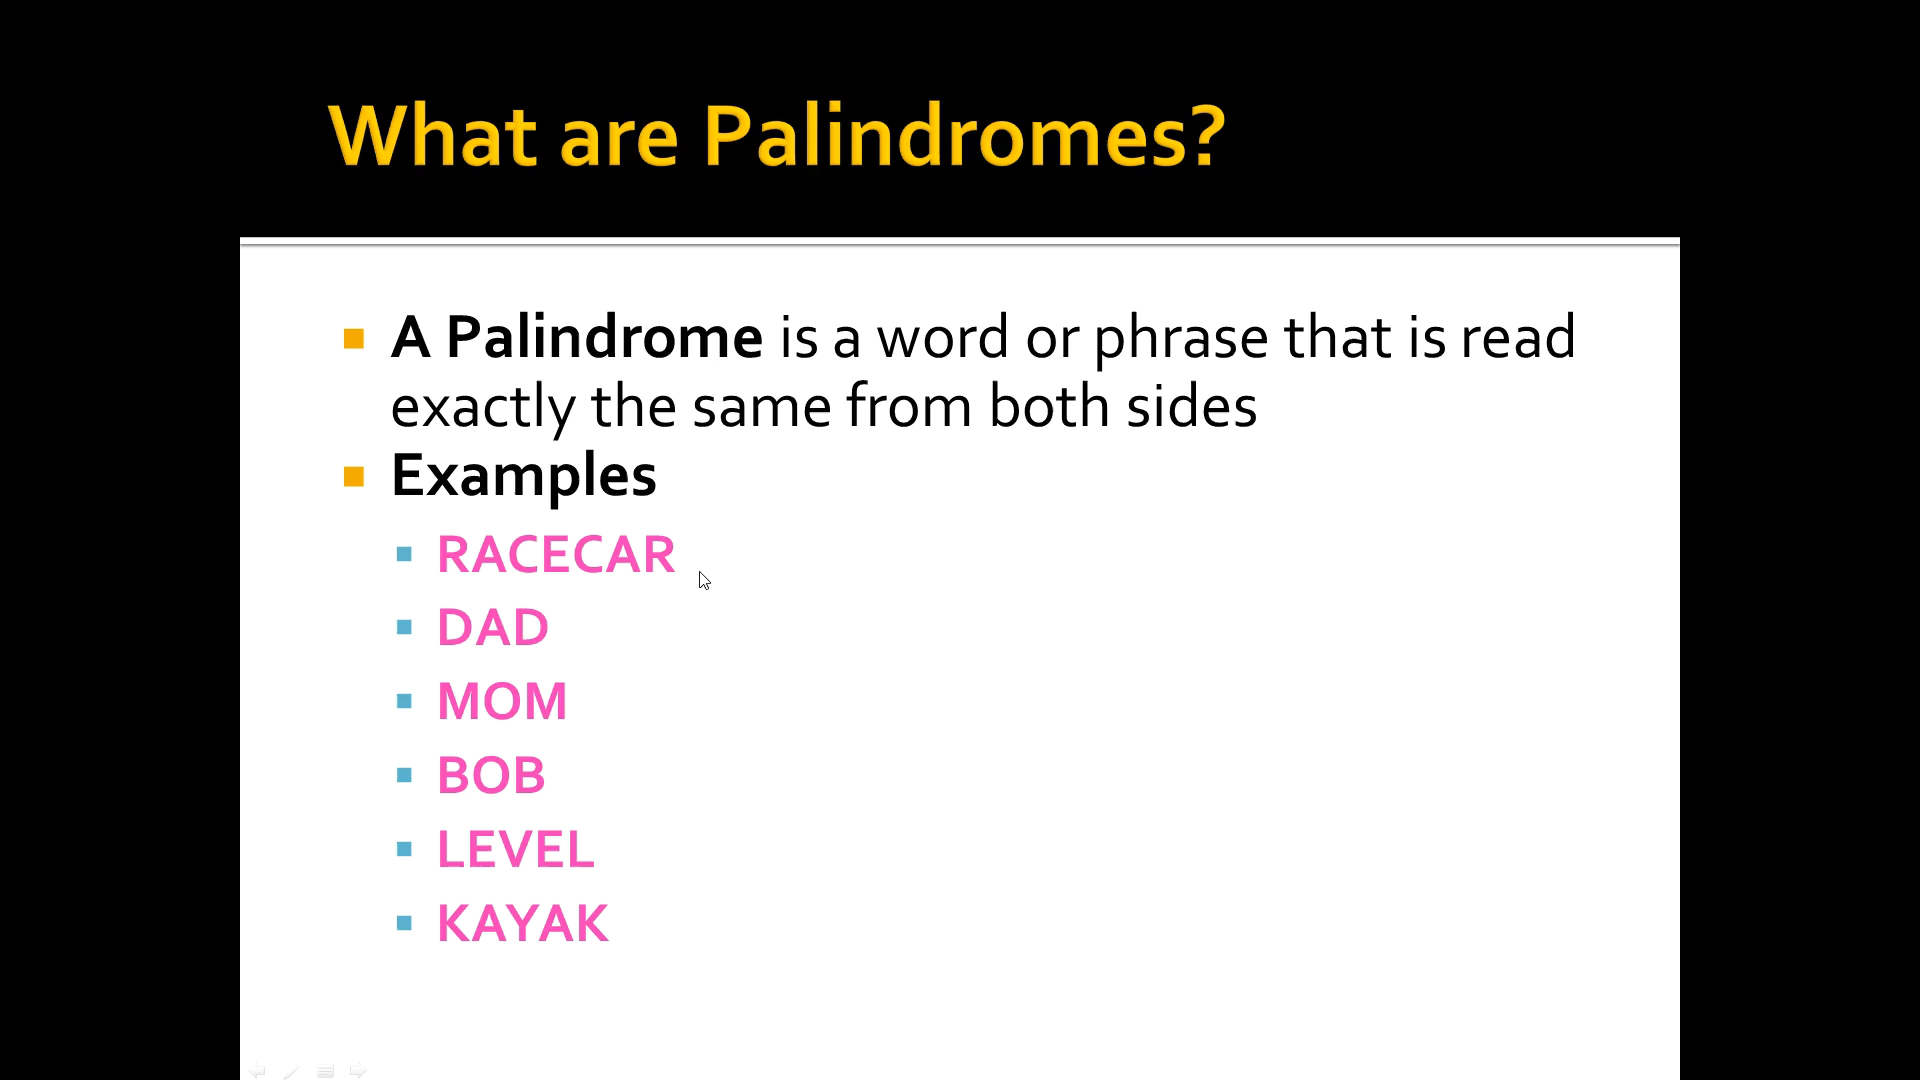 What are Palindromes?
A Palindrome is a word or phrase that is read
exactly the same from both sides
Examples
RACECAR
DAD
MOM
BOB
LEVEL
KAYAK